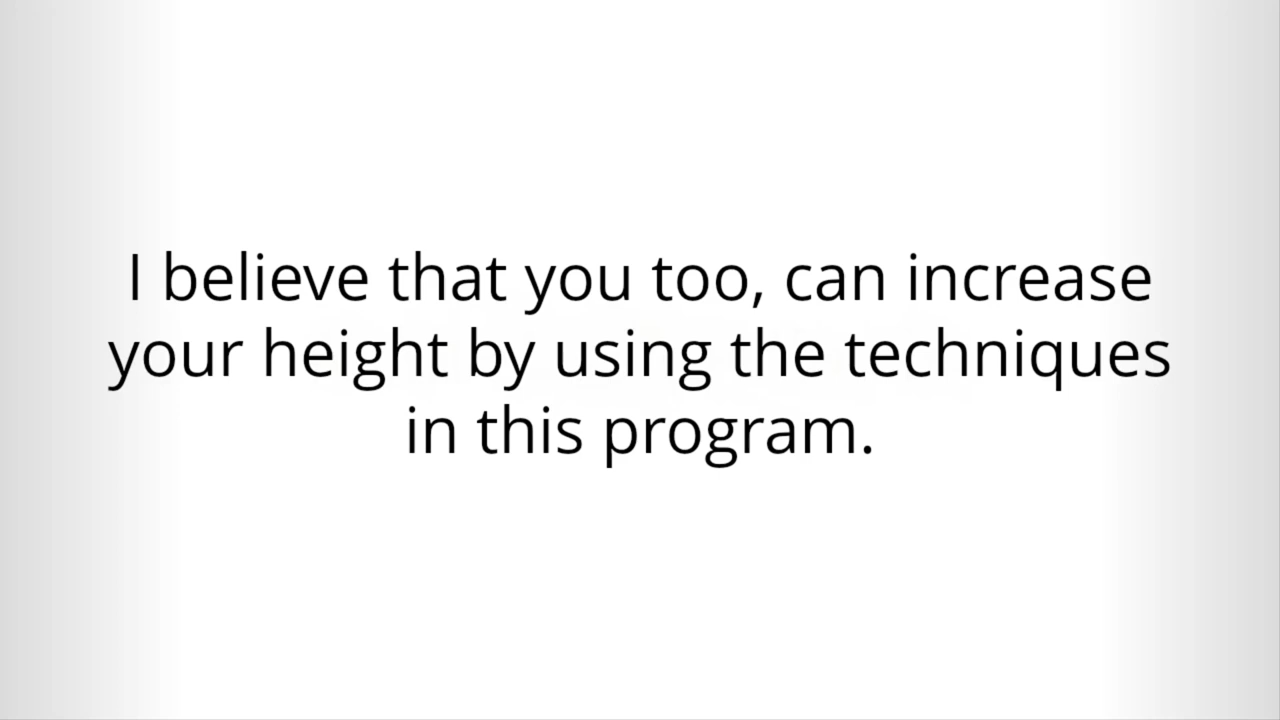 I believe that you too, can increase
your height by using the techniques
in this program.